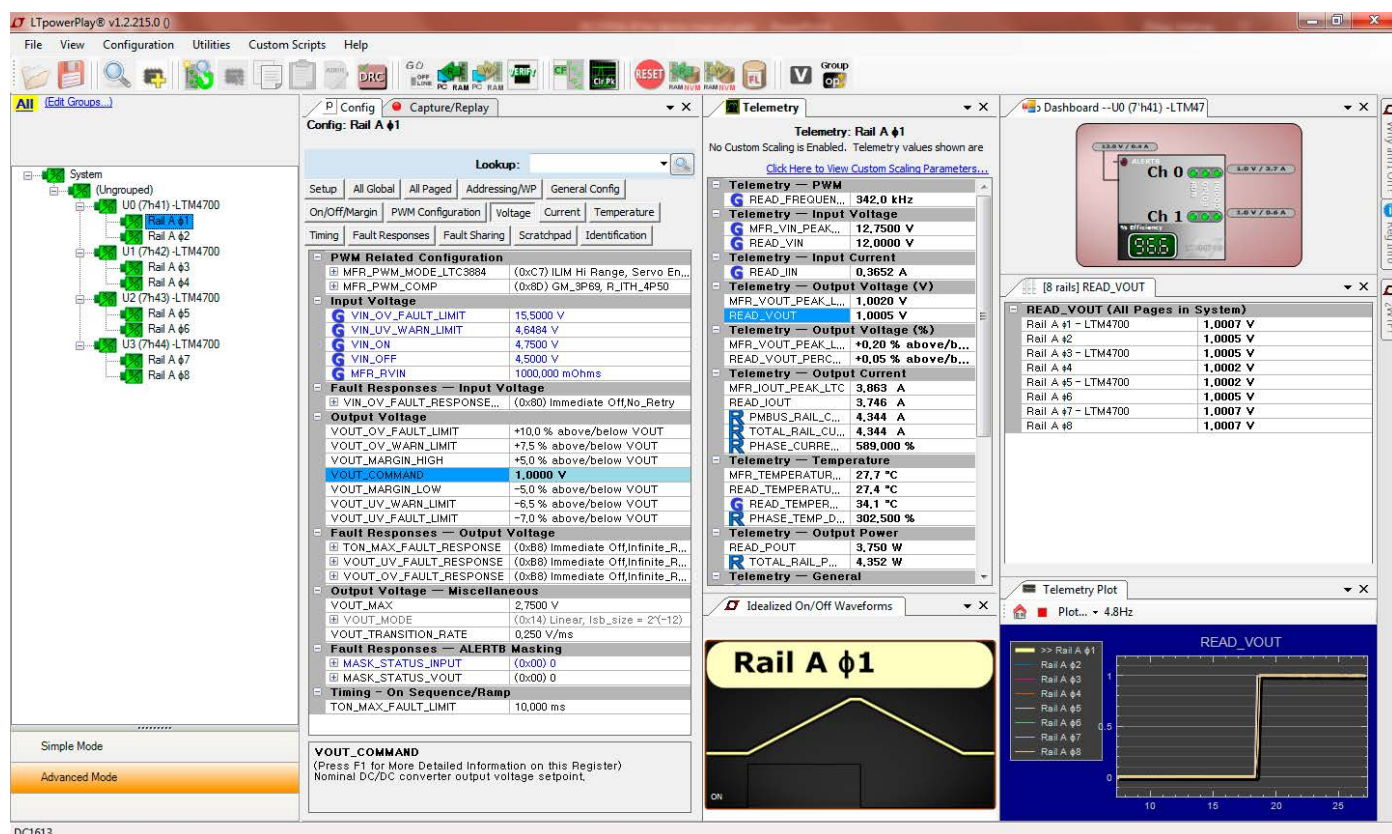 LTpowerPlay® v1.2.215.0 ()
File View Configuration Utilities Custom Scripts Help
DRC GO OFF LINE PC RAM PC RAM VERIFY CF Clr.Pk RESET RAM NVM RAM NVM FL V Group OP
All (Edit Groups...)
System
(Ungrouped)
U0 (7h41) -LTM4700
Rail A ϕ1
Rail A ϕ2
U1 (7h42) -LTM4700
Rail A ϕ3
Rail A ϕ4
U2 (7h43) -LTM4700
Rail A ϕ5
Rail A ϕ6
U3 (7h44) -LTM4700
Rail A ϕ7
Rail A ϕ8
Simple Mode
Advanced Mode
DC1613
Config Capture/Replay
Config: Rail A ϕ1
Lookup:
Setup All Global All Paged Addressing/WP General Config
On/Off/Margin PWM Configuration Voltage Current Temperature
Timing Fault Responses Fault Sharing Scratchpad Identification
PWM Related Configuration
MFR_PWM_MODE_LTC3884 (0xC7) ILIM Hi Range, Servo En...
MFR_PWM_COMP (0x8D) GM_3P69, R_ITH_4P50
Input Voltage
G VIN_OV_FAULT_LIMIT 15,5000 V
G VIN_UV_WARN_LIMIT 4,6484 V
G VIN_ON 4,7500 V
G VIN_OFF 4,5000 V
G MFR_RVIN 1000,000 mOhms
Fault Responses — Input Voltage
VIN_OV_FAULT_RESPONSE... (0x80) Immediate Off,No_Retry
Output Voltage
VOUT_OV_FAULT_LIMIT +10,0 % above/below VOUT
VOUT_OV_WARN_LIMIT +7,5 % above/below VOUT
VOUT_MARGIN_HIGH +5,0 % above/below VOUT
VOUT_COMMAND 1,0000 V
VOUT_MARGIN_LOW -5,0 % above/below VOUT
VOUT_UV_WARN_LIMIT -6,5 % above/below VOUT
VOUT_UV_FAULT_LIMIT -7,0 % above/below VOUT
Fault Responses — Output Voltage
TON_MAX_FAULT_RESPONSE (0xB8) Immediate Off,Infinite_R...
VOUT_UV_FAULT_RESPONSE (0xB8) Immediate Off,Infinite_R...
VOUT_OV_FAULT_RESPONSE (0xB8) Immediate Off,Infinite_R...
Output Voltage — Miscellaneous
VOUT_MAX 2,7500 V
VOUT_MODE (0x14) Linear, lsb_size = 2^(-12)
VOUT_TRANSITION_RATE 0,250 V/ms
Fault Responses — ALERTB Masking
MASK_STATUS_INPUT (0x00) 0
MASK_STATUS_VOUT (0x00) 0
Timing - On Sequence/Ramp
TON_MAX_FAULT_LIMIT 10,000 ms
VOUT_COMMAND
(Press F1 for More Detailed Information on this Register)
Nominal DC/DC converter output voltage setpoint,
Telemetry
Telemetry: Rail A ϕ1
No Custom Scaling is Enabled. Telemetry values shown are
Click Here to View Custom Scaling Parameters...
Telemetry — PWM
G READ_FREQUEN... 342,0 kHz
Telemetry — Input Voltage
G MFR_VIN_PEAK... 12,7500 V
G READ_VIN 12,0000 V
Telemetry — Input Current
G READ_IIN 0,3652 A
Telemetry — Output Voltage (V)
MFR_VOUT_PEAK_L... 1,0020 V
READ_VOUT 1,0005 V
Telemetry — Output Voltage (%)
MFR_VOUT_PEAK_L... +0,20 % above/b...
READ_VOUT_PERC... +0,05 % above/b...
Telemetry — Output Current
MFR_IOUT_PEAK_LTC 3,863 A
READ_IOUT 3,746 A
R PMBUS_RAIL_C... 4,344 A
R TOTAL_RAIL_CU... 4,344 A
R PHASE_CURRE... 589,000 %
Telemetry — Temperature
MFR_TEMPERATUR... 27,7 °C
READ_TEMPERATU... 27,4 °C
G READ_TEMPER... 34,1 °C
R PHASE_TEMP_D... 302,500 %
Telemetry — Output Power
READ_POUT 3,750 W
R TOTAL_RAIL_P... 4,352 W
Telemetry — General
Idealized On/Off Waveforms
Rail A ϕ1
ON
Dashboard --U0 (7'h41) -LTM47
ALERTB
Ch 0
Ch 1
% Efficiency
[8 rails] READ_VOUT
READ_VOUT (All Pages in System)
Rail A ϕ1 - LTM4700 1,0007 V
Rail A ϕ2 1,0005 V
Rail A ϕ3 - LTM4700 1,0005 V
Rail A ϕ4 1,0002 V
Rail A ϕ5 - LTM4700 1,0002 V
Rail A ϕ6 1,0005 V
Rail A ϕ7 - LTM4700 1,0007 V
Rail A ϕ8 1,0007 V
Telemetry Plot
Plot... 4.8Hz
READ_VOUT
>> Rail A ϕ1
Rail A ϕ2
Rail A ϕ3
Rail A ϕ4
Rail A ϕ5
Rail A ϕ6
Rail A ϕ7
Rail A ϕ8
1
0.5
0
10 15 20 25